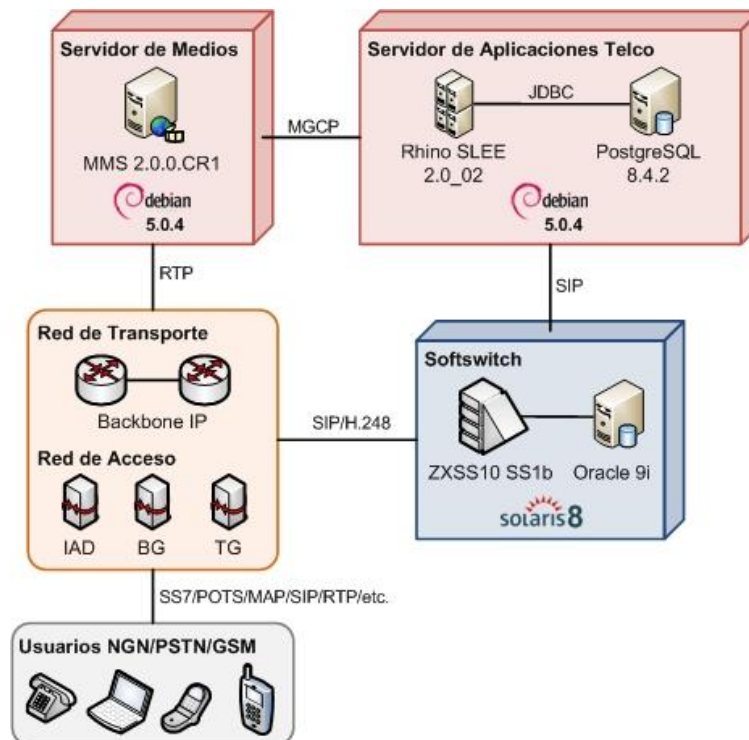 Servidor de Medios
MMS 2.0.0.CR1
debian
5.0.4
MGCP
Servidor de Aplicaciones Telco
JDBC
Rhino SLEE
2.0_02
PostgreSQL
8.4.2
debian
5.0.4
RTP
SIP
Red de Transporte
Backbone IP
Red de Acceso
IAD
BG
TG
SIP/H.248
Softswitch
ZXSS10 SS1b
Oracle 9i
solaris 8
SS7/POTS/MAP/SIP/RTP/etc.
Usuarios NGN/PSTN/GSM